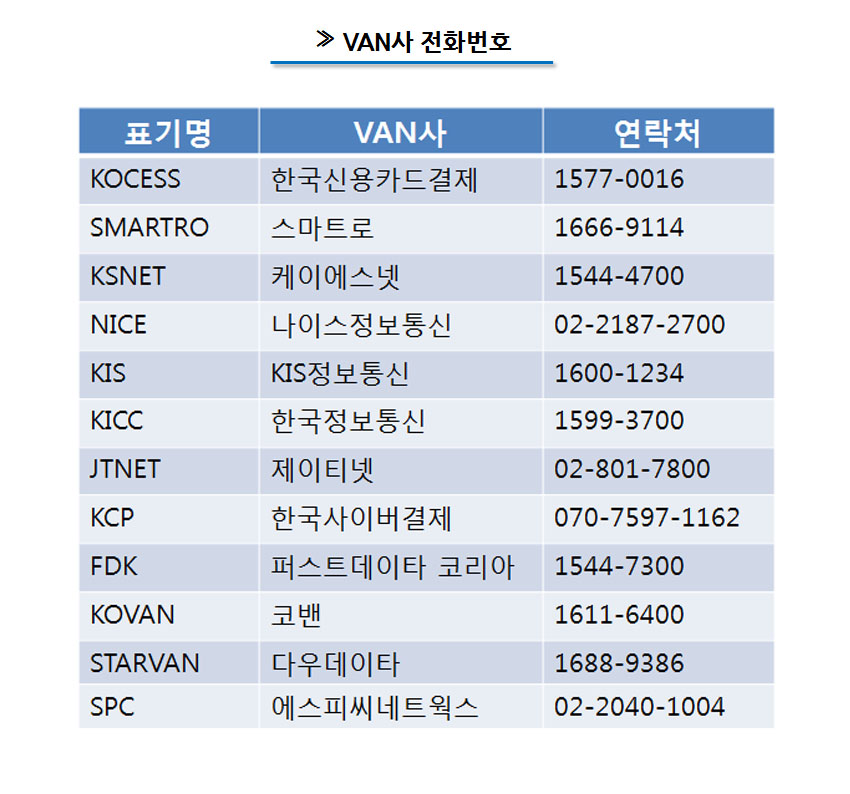 ≫ VAN사 전화번호
표기명 VAN사 연락처
KOCESS 한국신용카드결제 1577-0016
SMARTRO 스마트로 1666-9114
KSNET 케이에스넷 1544-4700
NICE 나이스정보통신 02-2187-2700
KIS KIS정보통신 1600-1234
KICC 한국정보통신 1599-3700
JTNET 제이티넷 02-801-7800
KCP 한국사이버결제 070-7597-1162
FDK 퍼스트데이타 코리아 1544-7300
KOVAN 코밴 1611-6400
STARVAN 다우데이타 1688-9386
SPC 에스피씨네트웍스 02-2040-1004